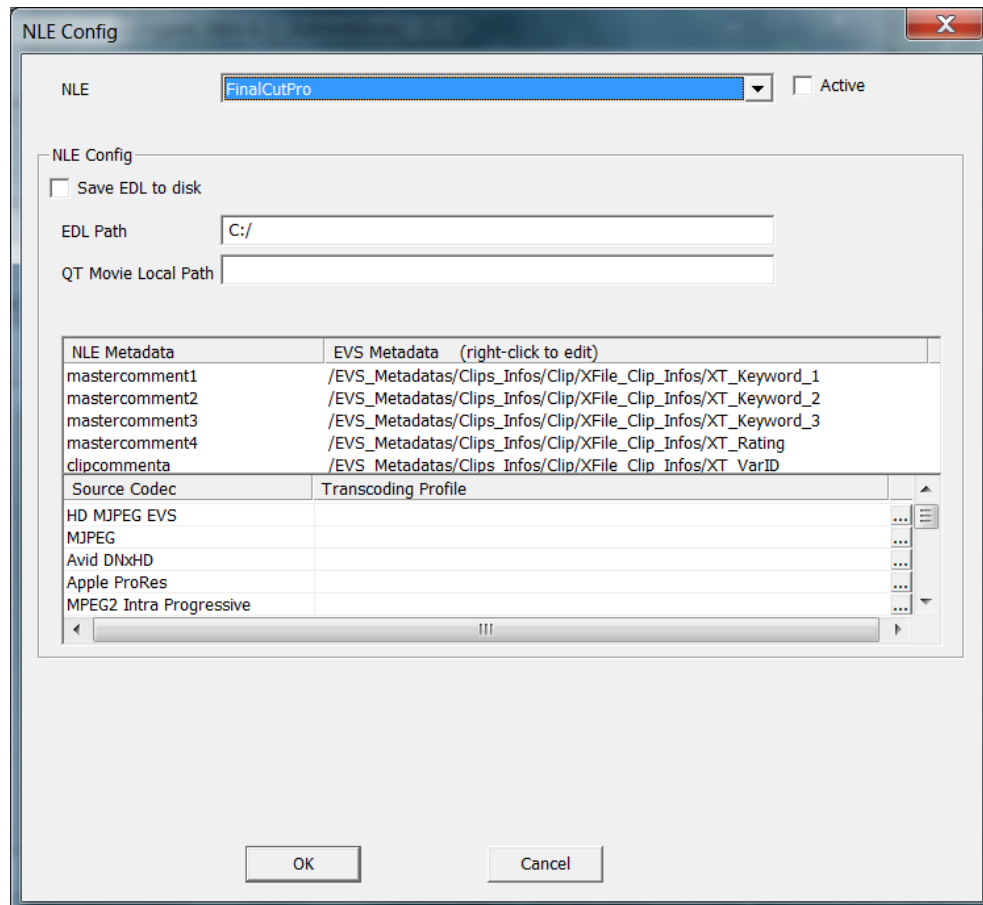 NLE Config
NLE FinalCutPro Active
NLE Config
Save EDL to disk
EDL Path C:/
QT Movie Local Path
NLE Metadata EVS Metadata (right-click to edit)
mastercomment1 /EVS_Metadatas/Clips_Infos/Clip/XFile_Clip_Infos/XT_Keyword_1
mastercomment2 /EVS_Metadatas/Clips_Infos/Clip/XFile_Clip_Infos/XT_Keyword_2
mastercomment3 /EVS_Metadatas/Clips_Infos/Clip/XFile_Clip_Infos/XT_Keyword_3
mastercomment4 /EVS_Metadatas/Clips_Infos/Clip/XFile_Clip_Infos/XT_Rating
clipcommenta /EVS_Metadatas/Clips_Infos/Clip/XFile_Clip_Infos/XT_VarID
Source Codec Transcoding Profile
HD MJPEG EVS ...
MJPEG ...
Avid DNxHD ...
Apple ProRes ...
MPEG2 Intra Progressive ...
OK Cancel